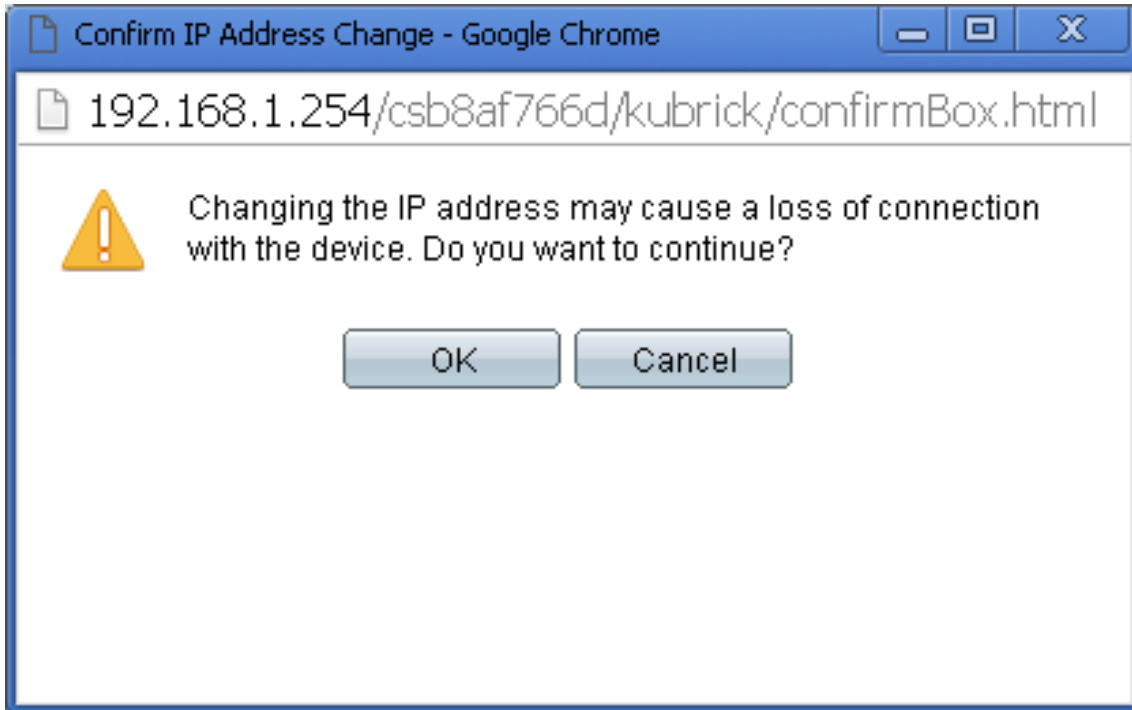 Confirm IP Address Change - Google Chrome
192.168.1.254/csb8af766d/kubrick/confirmBox.html
Changing the IP address may cause a loss of connection
with the device. Do you want to continue?
OK
Cancel